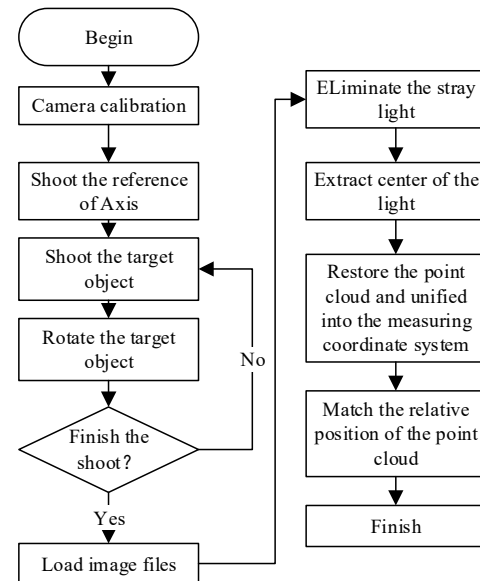 Begin
Camera calibration
Shoot the reference
of Axis
Shoot the target
object
Rotate the target
object
No
Finish the
shoot?
Yes
Load image files
ELiminate the stray
light
Extract center of the
light
Restore the point
cloud and unified
into the measuring
coordinate system
Match the relative
position of the point
cloud
Finish